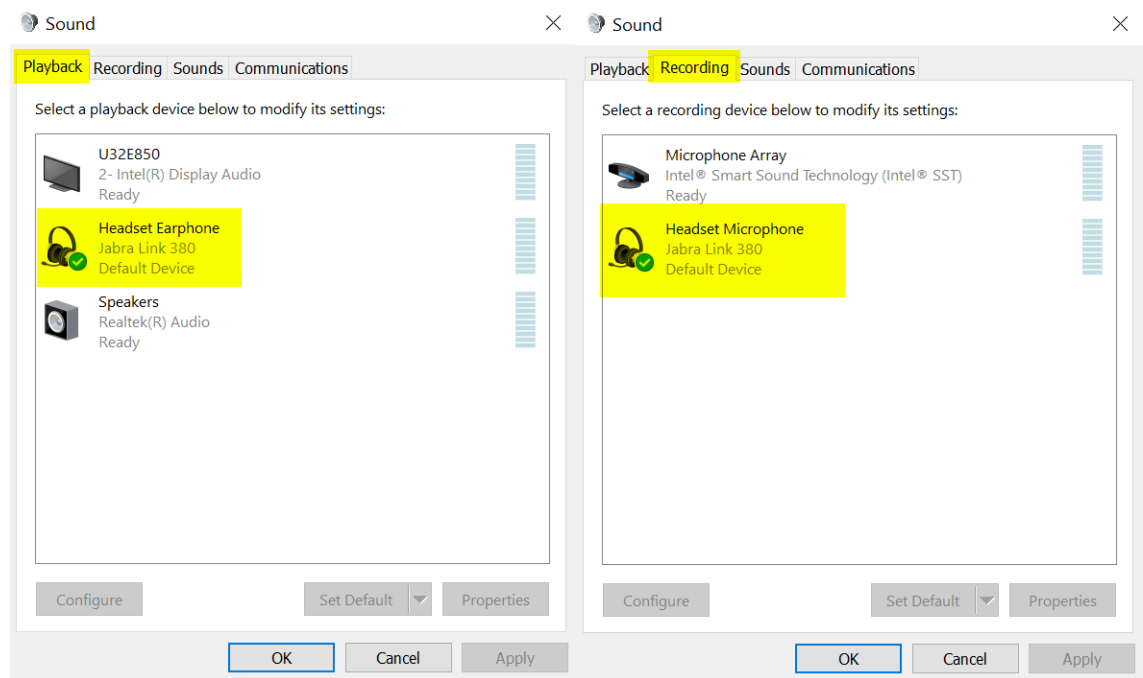 Sound
Playback Recording Sounds Communications
Select a playback device below to modify its settings:
U32E850
2- Intel(R) Display Audio
Ready
Headset Earphone
Jabra Link 380
Default Device
Speakers
Realtek(R) Audio
Ready
Configure Set Default Properties
OK Cancel Apply
Sound
Playback Recording Sounds Communications
Select a recording device below to modify its settings:
Microphone Array
Intel® Smart Sound Technology (Intel® SST)
Ready
Headset Microphone
Jabra Link 380
Default Device
Configure Set Default Properties
OK Cancel Apply